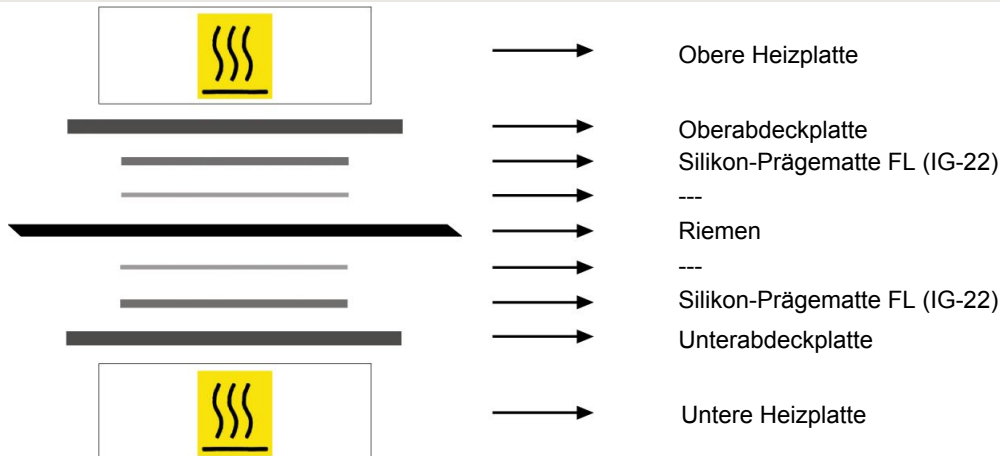 Obere Heizplatte
Oberabdeckplatte
Silikon-Prägematte FL (IG-22)
---
Riemen
---
Silikon-Prägematte FL (IG-22)
Unterabdeckplatte
Untere Heizplatte